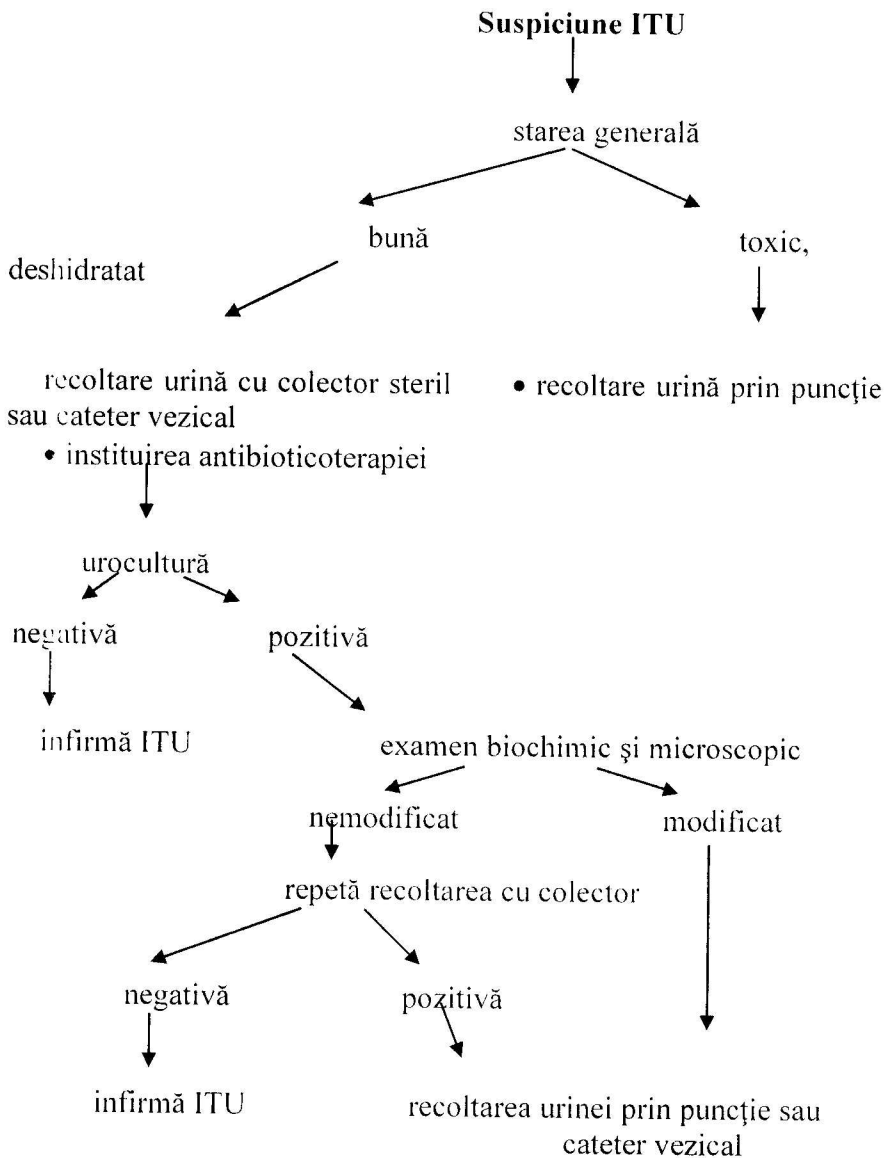 Suspiciune ITU
starea generală
bună toxic,
deshidratat
recoltare urină cu colector steril • recoltare urină prin puncţie
sau cateter vezical
• instituirea antibioticoterapiei
urocultură
negativă pozitivă
infirmă ITU examen biochimic şi microscopic
nemodificat modificat
repetă recoltarea cu colector
negativă pozitivă
infirmă ITU recoltarea urinei prin puncţie sau
cateter vezical